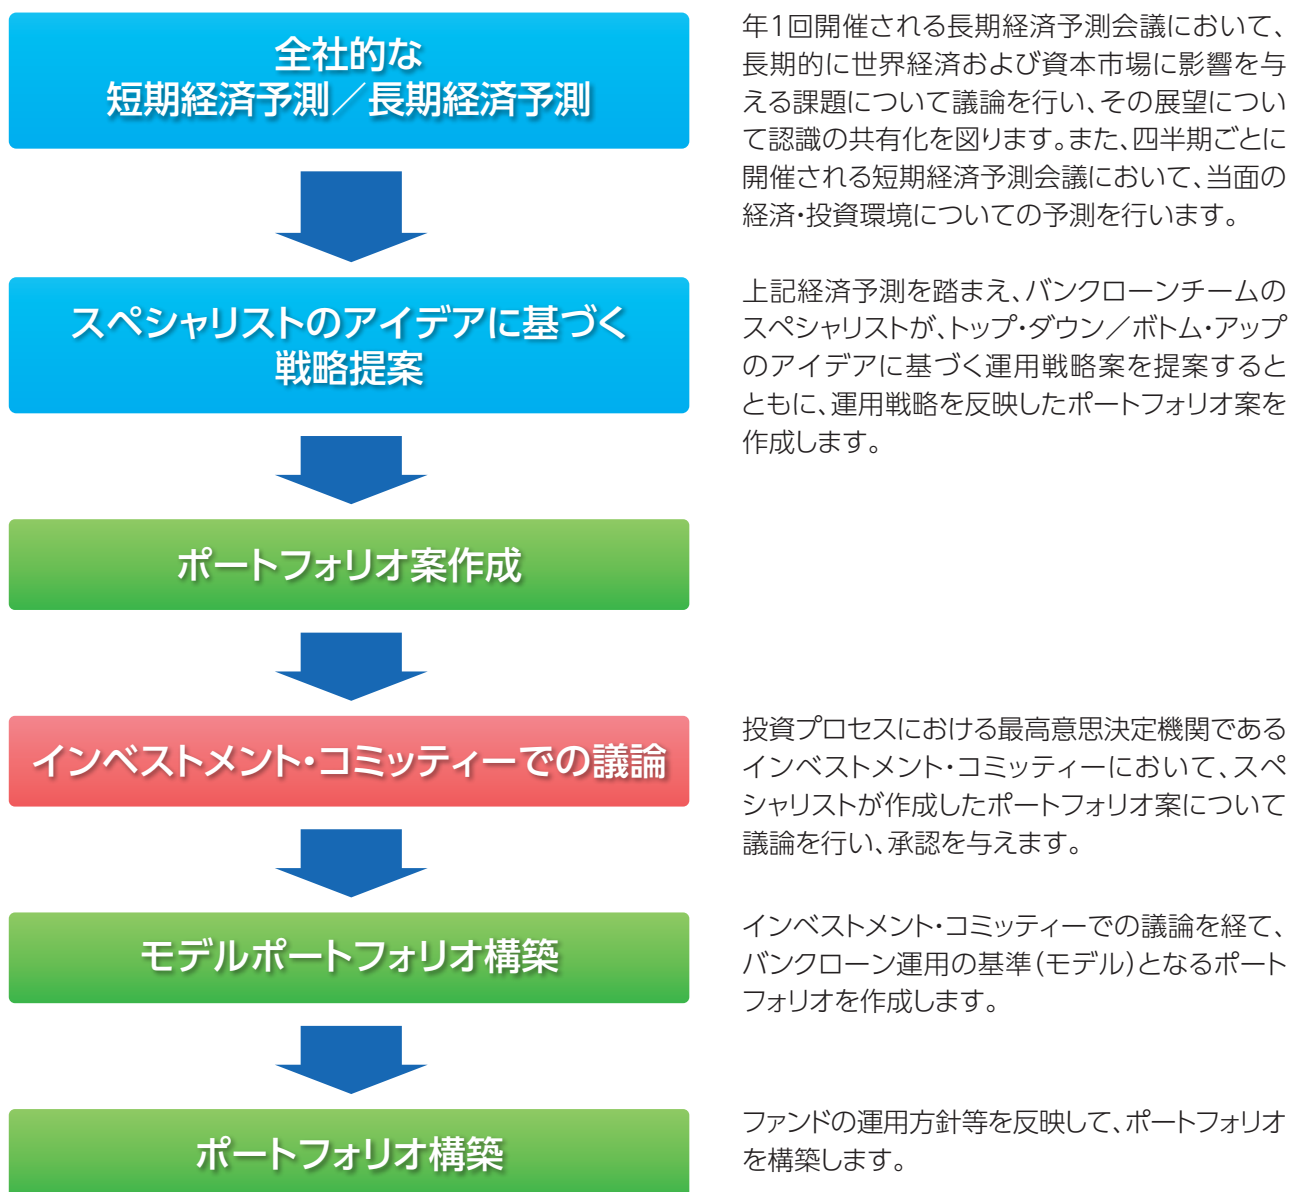 全社的な
短期経済予測／長期経済予測
年1回開催される長期経済予測会議において、
長期的に世界経済および資本市場に影響を与
える課題について議論を行い、その展望につい
て認識の共有化を図ります。また、四半期ごとに
開催される短期経済予測会議において、当面の
経済・投資環境についての予測を行います。
スペシャリストのアイデアに基づく
戦略提案
上記経済予測を踏まえ、バンクローンチームの
スペシャリストが、トップ・ダウン／ボトム・アップ
のアイデアに基づく運用戦略案を提案すると
ともに、運用戦略を反映したポートフォリオ案を
作成します。
ポートフォリオ案作成
インベストメント・コミッティーでの議論
投資プロセスにおける最高意思決定機関である
インベストメント・コミッティーにおいて、スペ
シャリストが作成したポートフォリオ案について
議論を行い、承認を与えます。
モデルポートフォリオ構築
インベストメント・コミッティーでの議論を経て、
バンクローン運用の基準（モデル）となるポート
フォリオを作成します。
ポートフォリオ構築
ファンドの運用方針等を反映して、ポートフォリオ
を構築します。